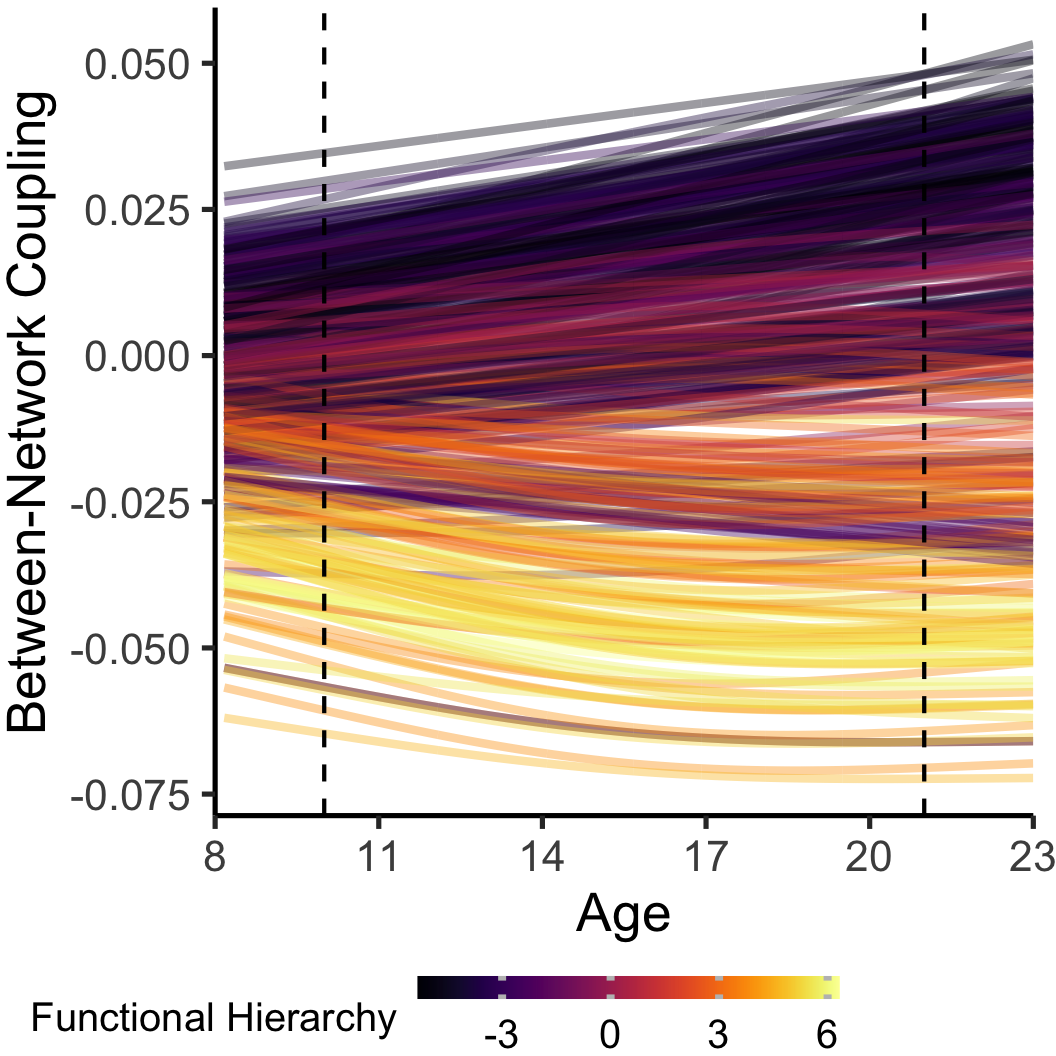 Between-Network Coupling
0.050
0.025
0.000
-0.025
-0.050
-0.075
8 11 14 17 20 23
Age
Functional Hierarchy
-3 0 3 6